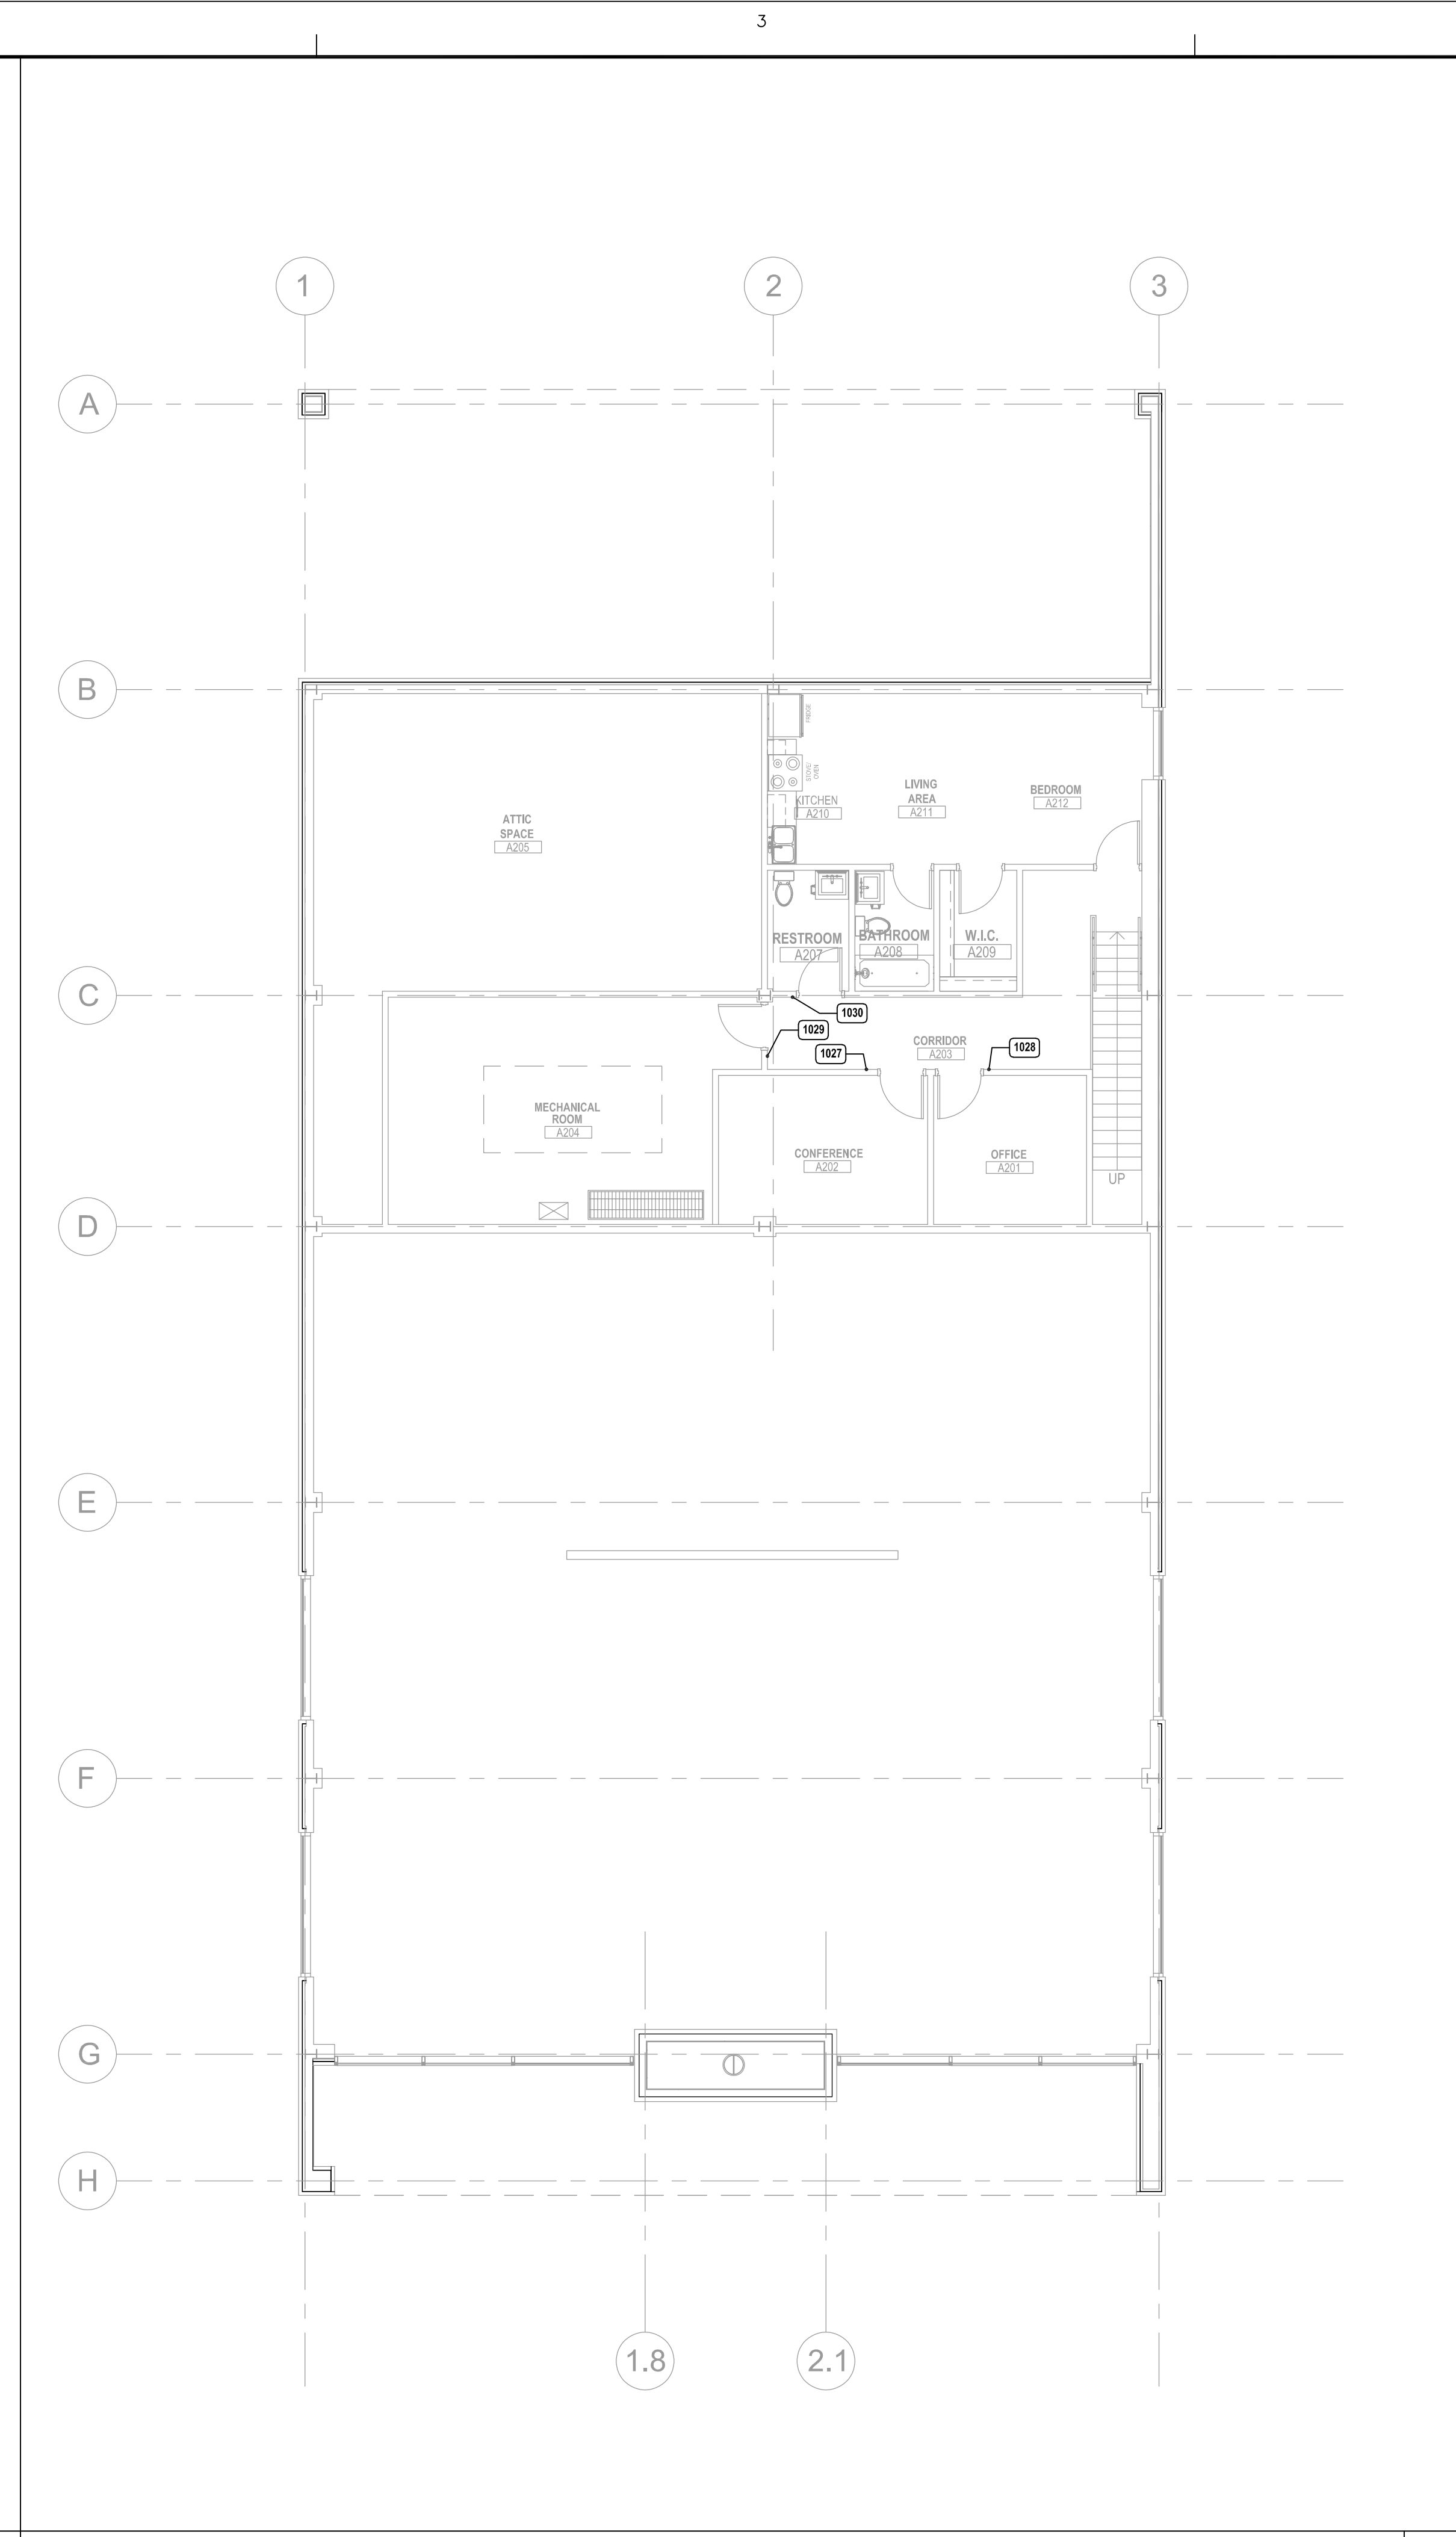 3
1
2
3
A
B
FRIDGE
STOVE/
OVEN
LIVING
AREA
A211
BEDROOM
A212
KITCHEN
A210
ATTIC
SPACE
A205
RESTROOM
A207
BATHROOM
A208
W.I.C.
A209
C
1030
1029
1027
CORRIDOR
A203
1028
MECHANICAL
ROOM
A204
CONFERENCE
A202
OFFICE
A201
UP
D
E
F
G
H
1.8
2.1